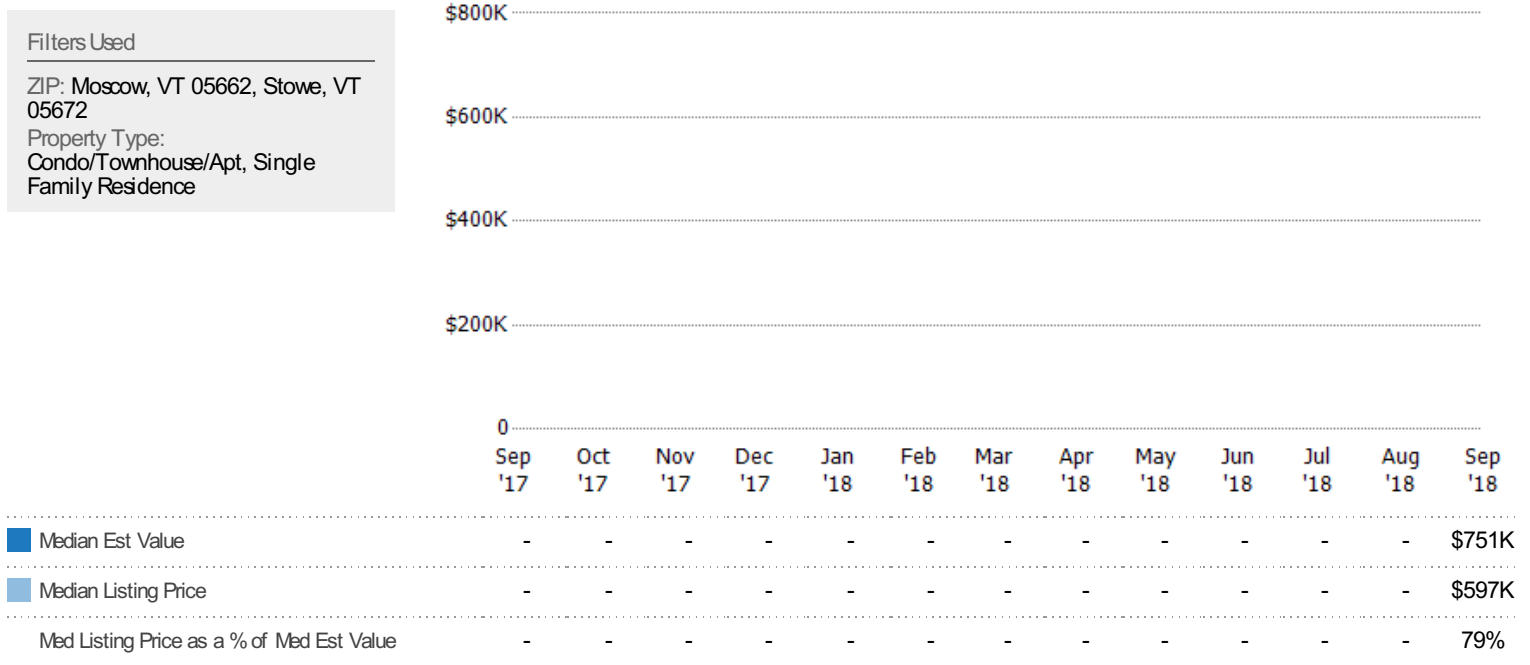 Filters Used
ZIP: Moscow, VT 05662, Stowe, VT
05672
Property Type:
Condo/Townhouse/Apt, Single
Family Residence
$800K
$600K
$400K
$200K
0
Sep Oct Nov Dec Jan Feb Mar Apr May Jun Jul Aug Sep
'17 '17 '17 '17 '18 '18 '18 '18 '18 '18 '18 '18 '18
Median Est Value - - - - - - - - - - - - $751K
Median Listing Price - - - - - - - - - - - - $597K
Med Listing Price as a % of Med Est Value - - - - - - - - - - - - 79%